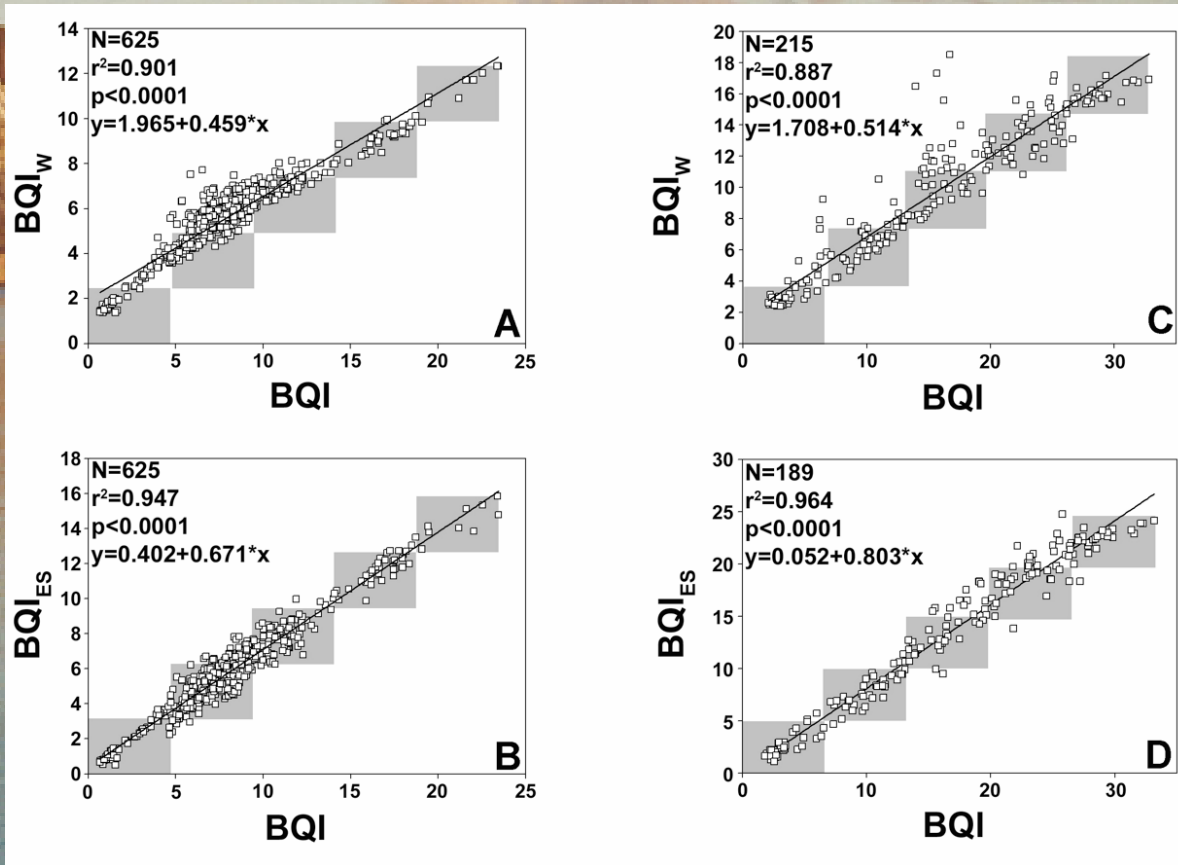 N=625
r²=0.901
p<0.0001
y=1.965+0.459*x
14
12
10
8
6
4
2
0
BQI_W
0 5 10 15 20 25
BQI
A
N=215
r²=0.887
p<0.0001
y=1.708+0.514*x
20
18
16
14
12
10
8
6
4
2
0
BQI_W
0 10 20 30
BQI
C
N=625
r²=0.947
p<0.0001
y=0.402+0.671*x
18
16
14
12
10
8
6
4
2
0
BQI_ES
0 5 10 15 20 25
BQI
B
N=189
r²=0.964
p<0.0001
y=0.052+0.803*x
30
25
20
15
10
5
0
BQI_ES
0 10 20 30
BQI
D